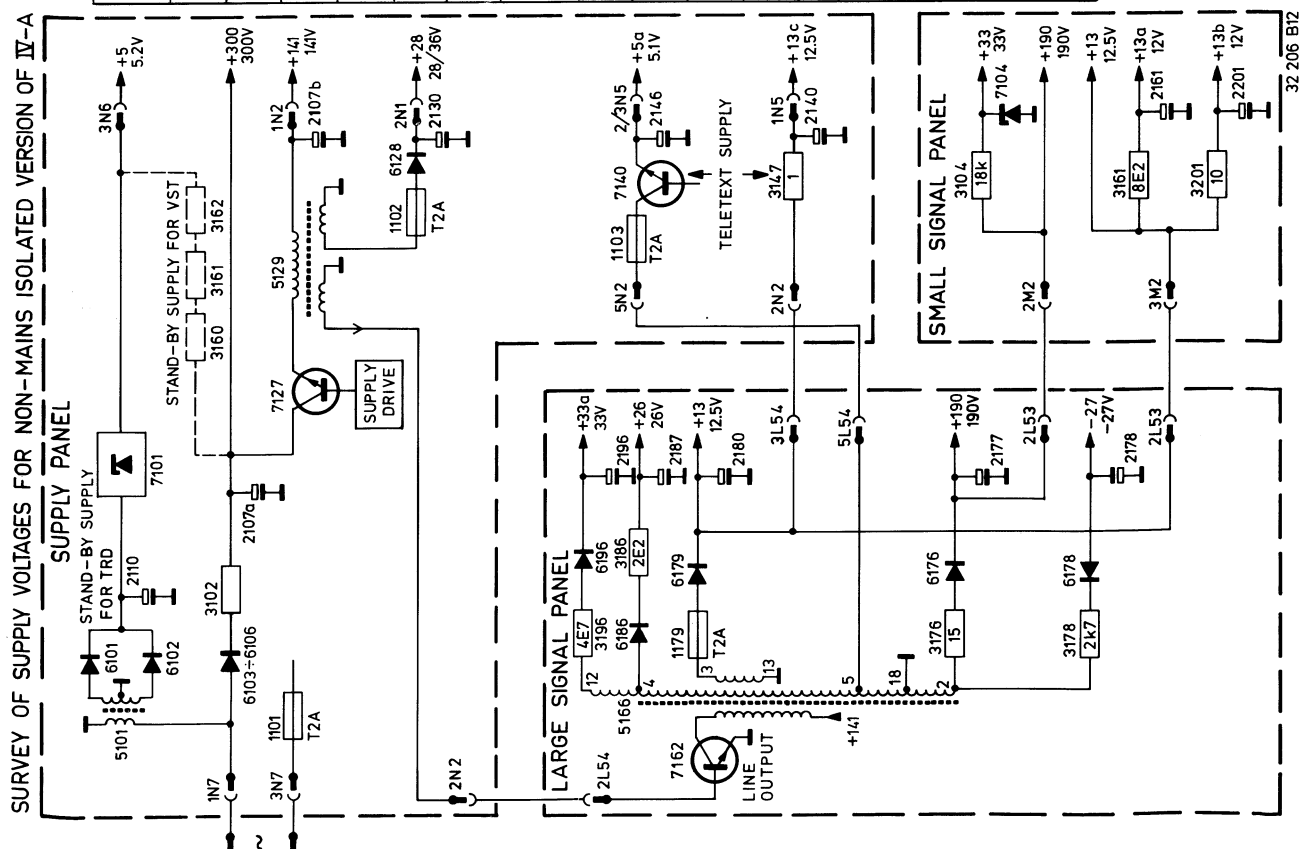 SURVEY OF SUPPLY VOLTAGES FOR NON-MAINS ISOLATED VERSION OF IV-A
SUPPLY PANEL
STAND-BY SUPPLY
FOR TRD
5101
6101
6102
2110
7101
3N6
+5
5.2V
STAND-BY SUPPLY FOR VST
3160
3161
3162
1N7
6103÷6106
3102
2107a
+300
300V
3N7
1101
T2A
~
7127
SUPPLY
DRIVE
5129
1N2
2107b
+141
141V
1102
T2A
6128
2N1
2130
+28
28/36V
2N2
5N2
1103
T2A
7140
2/3N5
2146
+5a
5.1V
TELETEXT SUPPLY
2N2
3147
1
1N5
2140
+13c
12.5V
LARGE SIGNAL PANEL
2L54
7162
LINE
OUTPUT
+141
5166
12
4
3
13
5
18
2
4E7
3196
6196
2196
+33a
33V
6186
3186
2E2
2187
+26
26V
1179
T2A
6179
2180
+13
12.5V
3L54
5L54
3176
15
6176
2177
+190
190V
2L53
3178
2k7
6178
2178
-27
-27V
2L53
SMALL SIGNAL PANEL
2M2
3104
18k
7104
+33
33V
+190
190V
3M2
+13
12.5V
3161
8E2
2161
+13a
12V
3201
10
2201
+13b
12V
32 206 B12